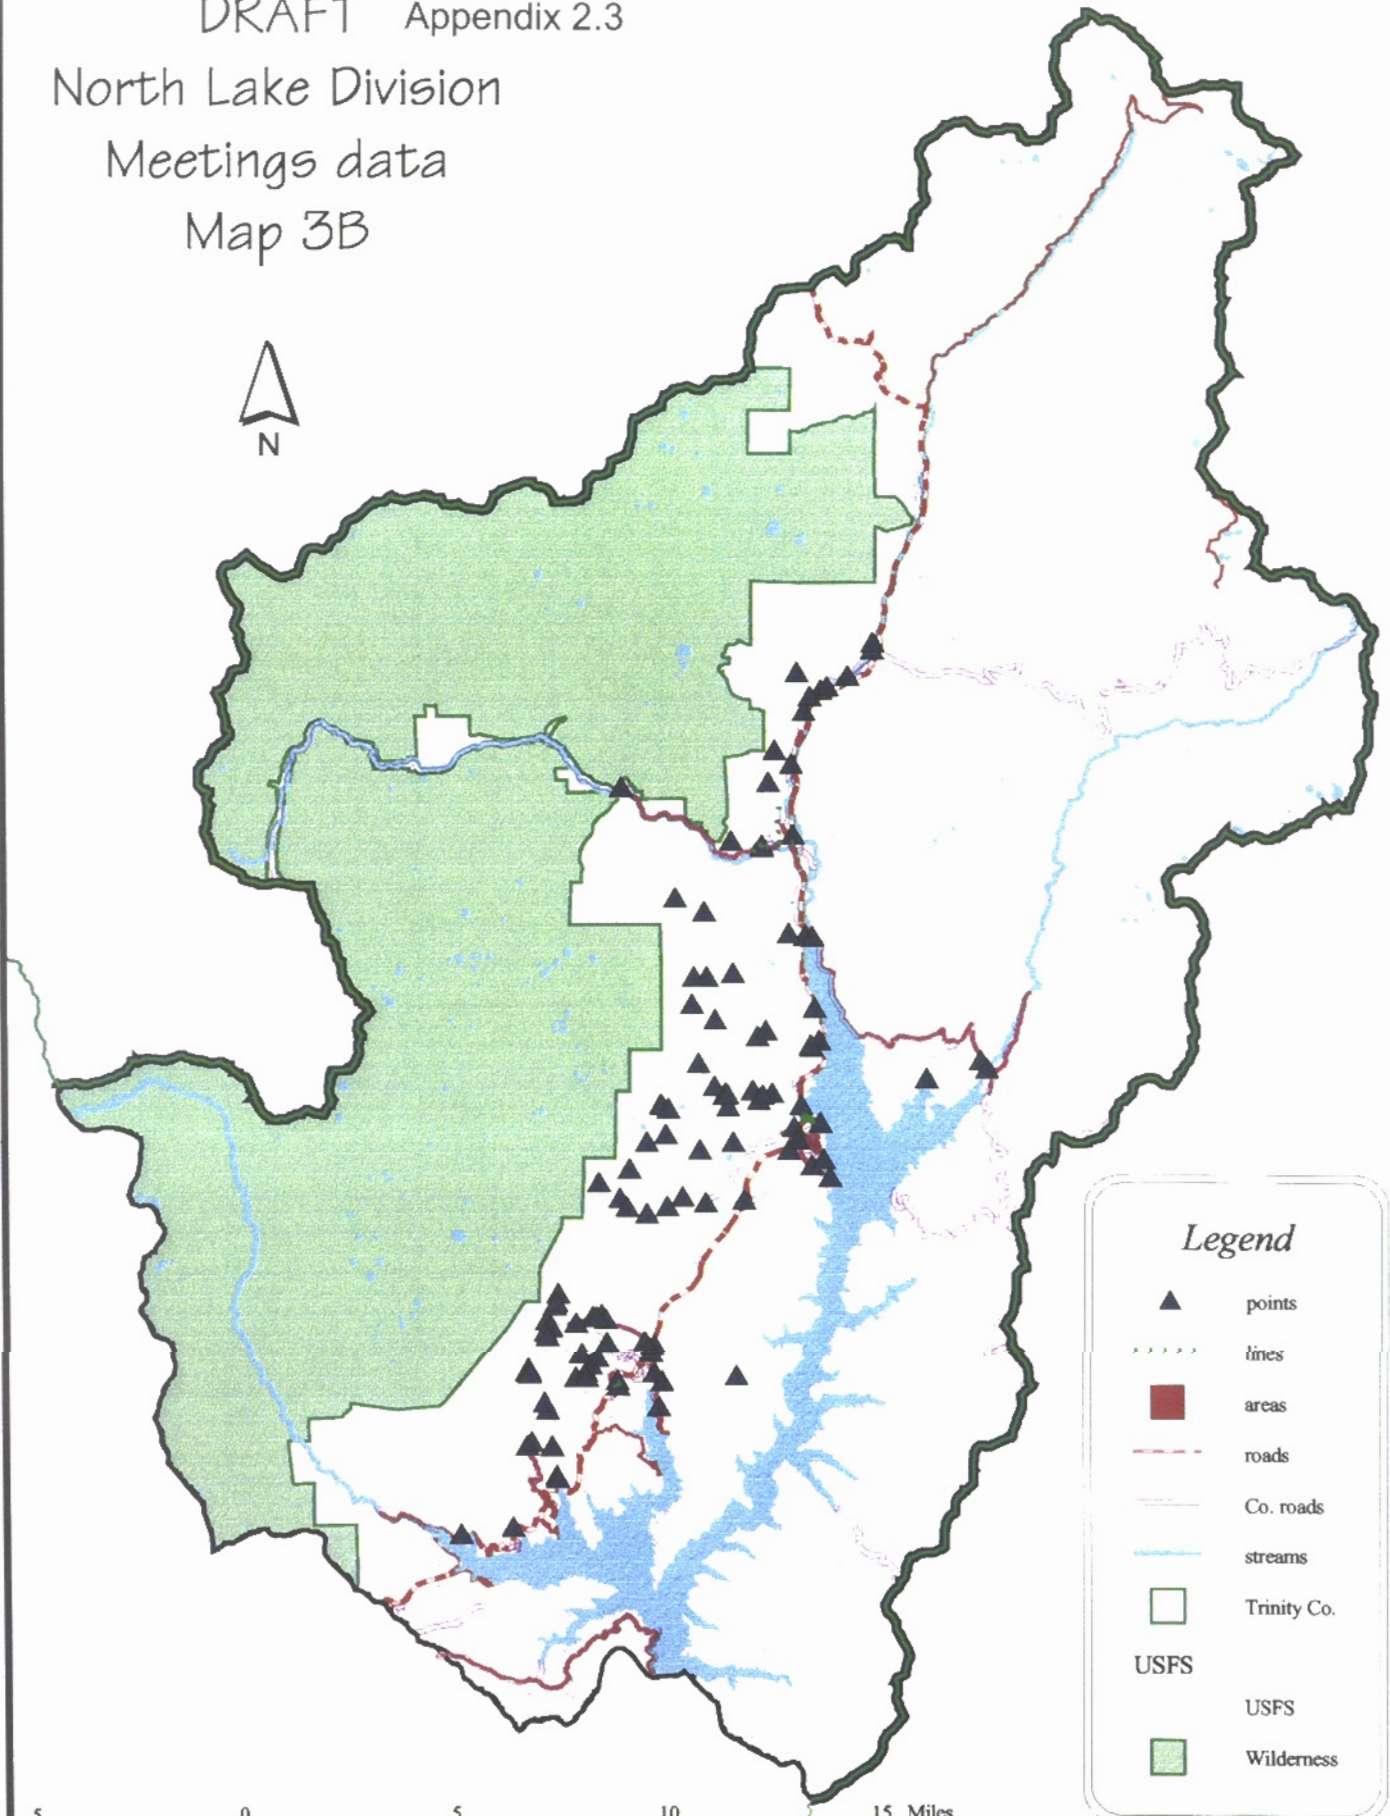 DRAFT Appendix 2.3
North Lake Division
Meetings data
Map 3B
N
Legend
points
lines
areas
roads
Co. roads
streams
Trinity Co.
USFS
USFS
Wilderness
5 0 5 10 15 Miles